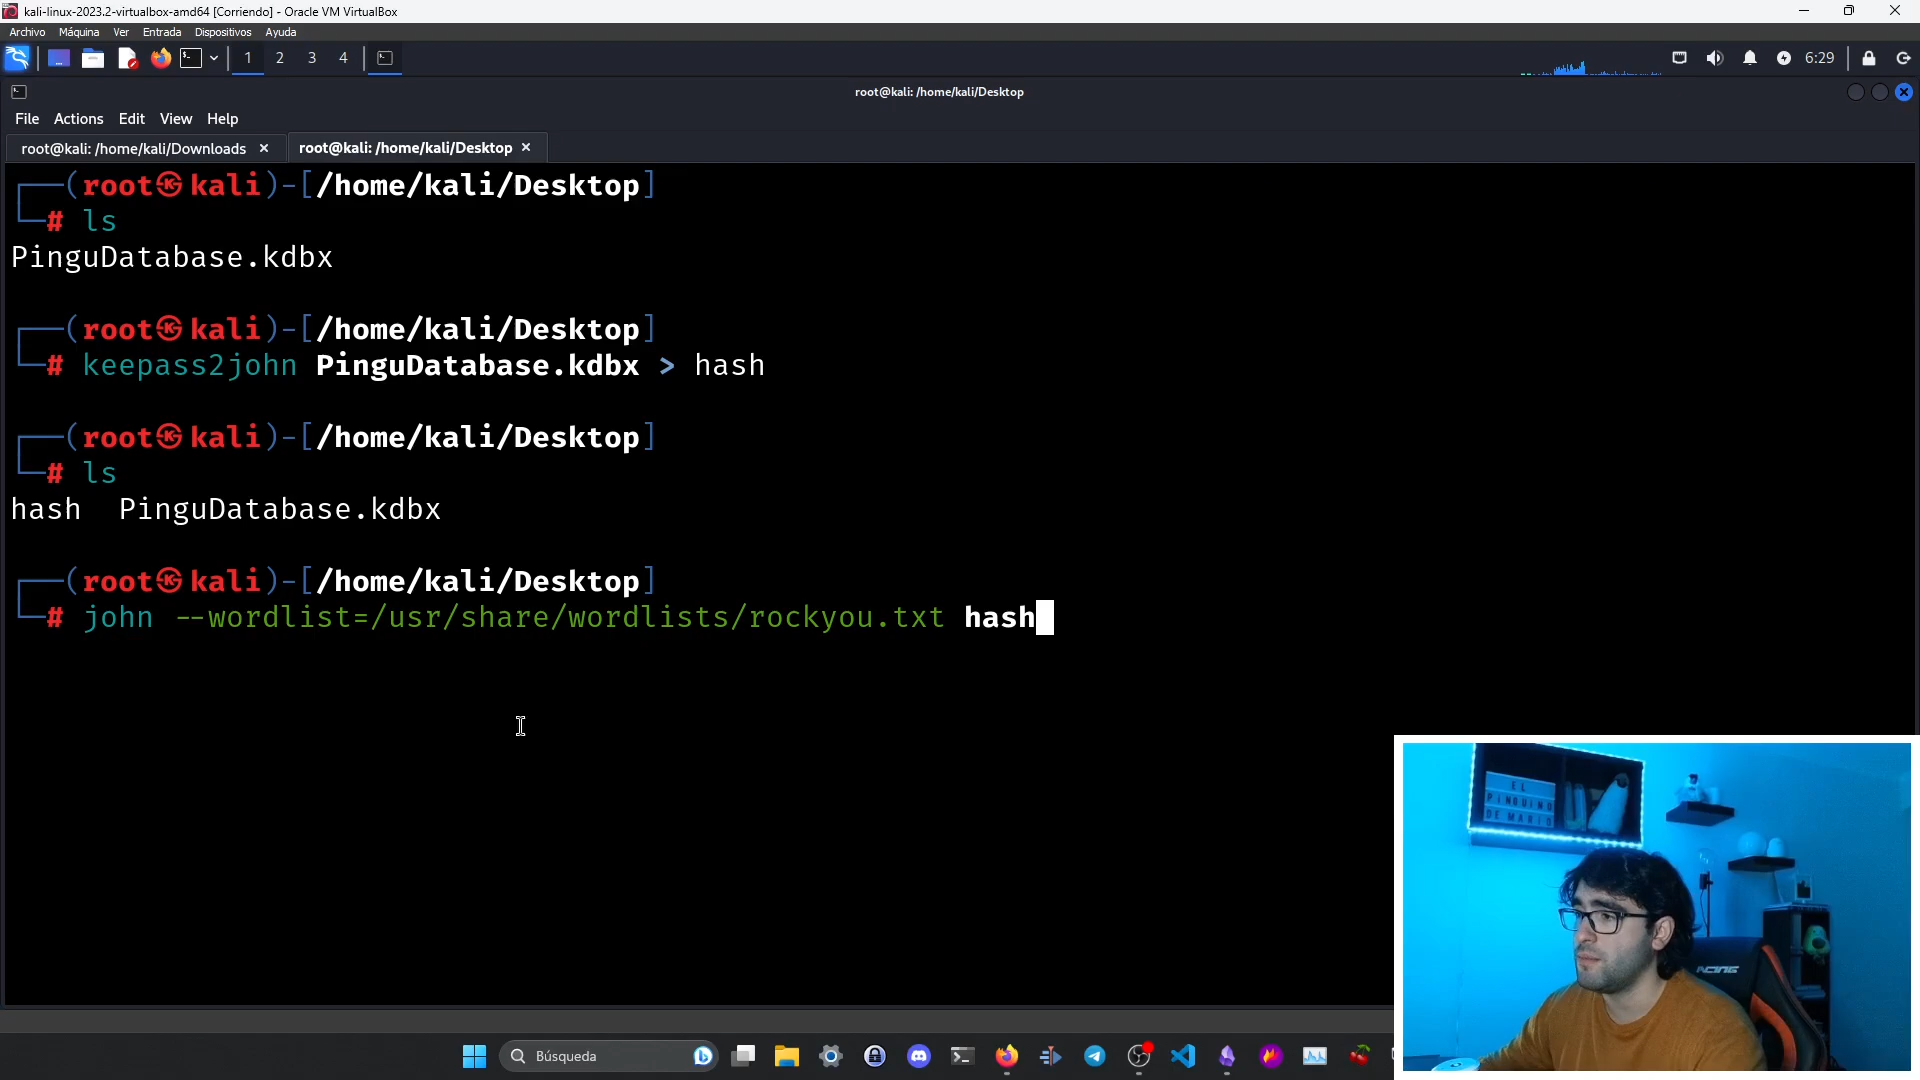 kali-linux-2023.2-virtualbox-amd64 [Corriendo] - Oracle VM VirtualBox
Archivo Máquina Ver Entrada Dispositivos Ayuda
1 2 3 4 6:29
root@kali: /home/kali/Desktop
File Actions Edit View Help
root@kali: /home/kali/Downloads × root@kali: /home/kali/Desktop ×
┌──(root㉿kali)-[/home/kali/Desktop]
└─# ls
PinguDatabase.kdbx
┌──(root㉿kali)-[/home/kali/Desktop]
└─# keepass2john PinguDatabase.kdbx > hash
┌──(root㉿kali)-[/home/kali/Desktop]
└─# ls
hash  PinguDatabase.kdbx
┌──(root㉿kali)-[/home/kali/Desktop]
└─# john --wordlist=/usr/share/wordlists/rockyou.txt hash
EL
PINGUINO
DE MARIO
Búsqueda